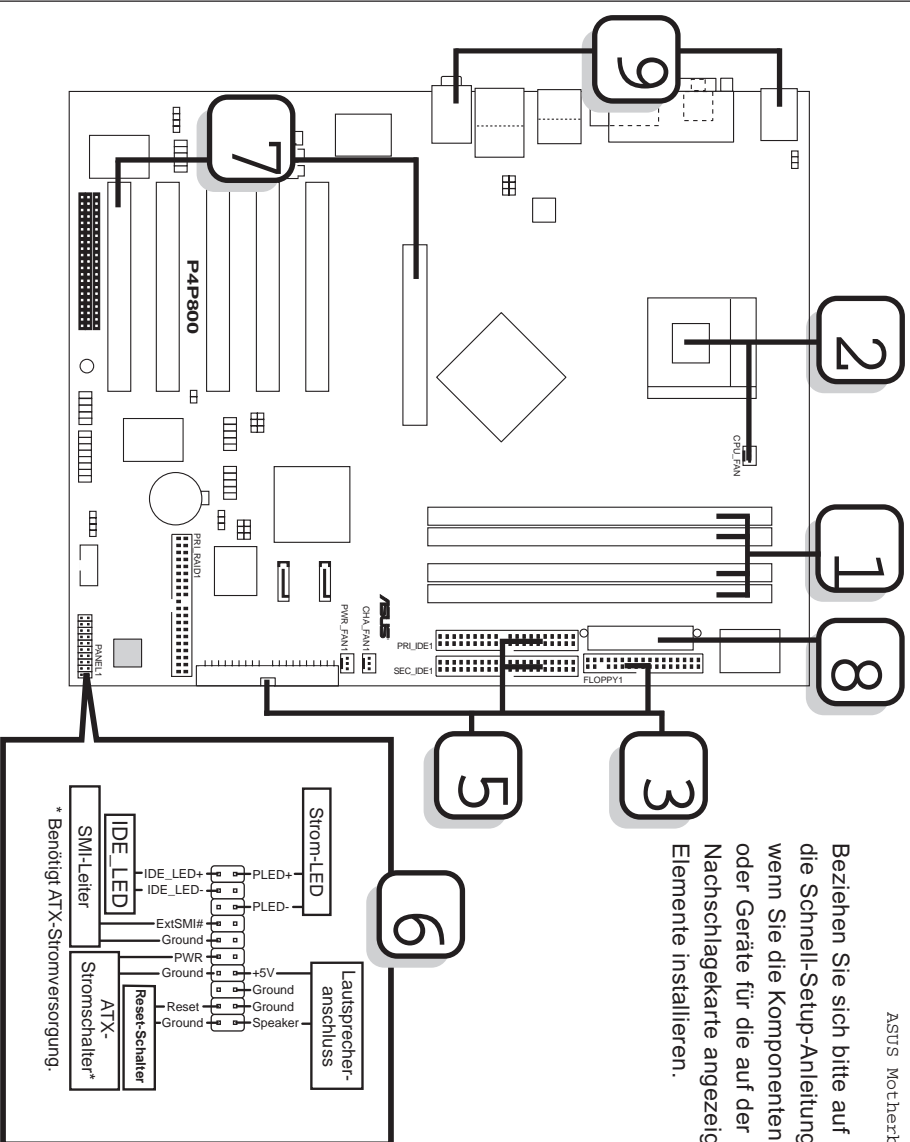 ASUS
Beziehen Sie sich bitte auf
die Schnell-Setup-Anleitung
wenn Sie die Komponenten
oder Geräte für die auf der
Nachschlagekarte
Elemente installieren.
9
7
2
1
8
3
5
6
P4P800
CPU_FAN
PRI_RAID1
PWR_FAN1
CHA_FAN1
ASUS
PRI_IDE1
SEC_IDE1
FLOPPY1
PANEL1
Strom-LED
Lautsprecher-
anschluss
PLED+
PLED-
+5V
Ground
Ground
Speaker
IDE_LED+
IDE_LED-
ExtSMI#
Ground
PWR
Ground
Reset
Ground
IDE_LED
SMI-Leiter
Reset-Schalter
ATX-
Stromschalter*
* Benötigt ATX-Stromversorgung.